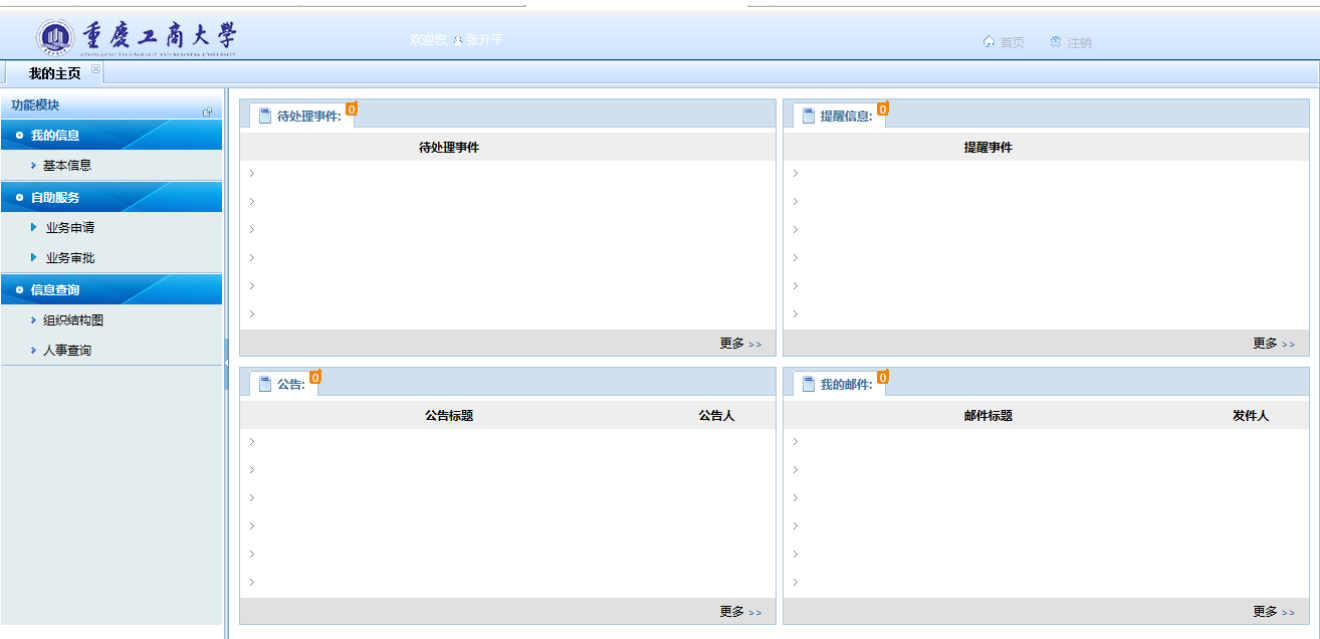 重慶工商大學
欢迎您, 张升平
首页 注销
我的主页
功能模块
我的信息
基本信息
自助服务
业务申请
业务审批
信息查询
组织结构图
人事查询
待处理事件: 0
待处理事件
更多 >>
提醒信息: 0
提醒事件
更多 >>
公告: 0
公告标题 公告人
更多 >>
我的邮件: 0
邮件标题 发件人
更多 >>